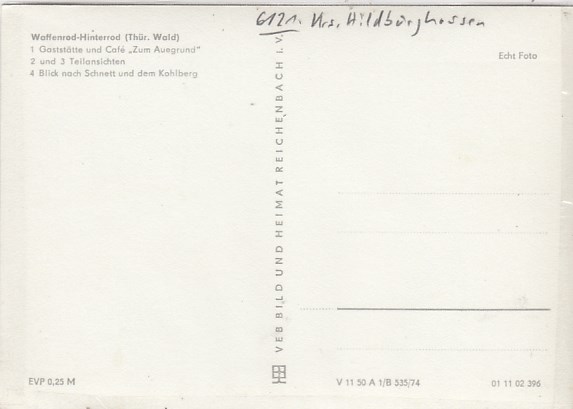 6121. Krs. Hildburghausen
Waffenrod-Hinterrod (Thür. Wald)
1 Gaststätte und Café „Zum Auegrund"
2 und 3 Teilansichten
4 Blick nach Schnett und dem Kohlberg
Echt Foto
VEB BILD UND HEIMAT REICHENBACH I. V.
EVP 0,25 M
V 11 50 A 1/B 535/74
01 11 02 396